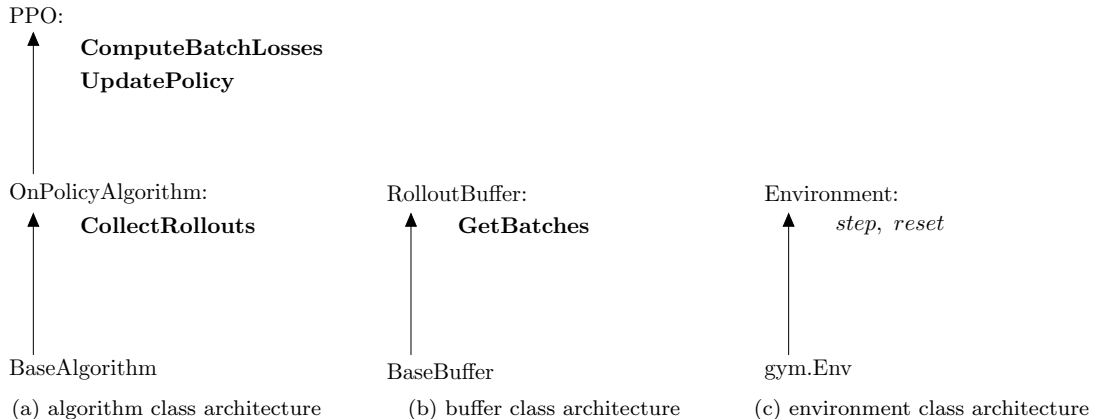 PPO:
ComputeBatchLosses
UpdatePolicy
OnPolicyAlgorithm:
CollectRollouts
BaseAlgorithm
(a) algorithm class architecture
RolloutBuffer:
GetBatches
BaseBuffer
(b) buffer class architecture
Environment:
step, reset
gym.Env
(c) environment class architecture